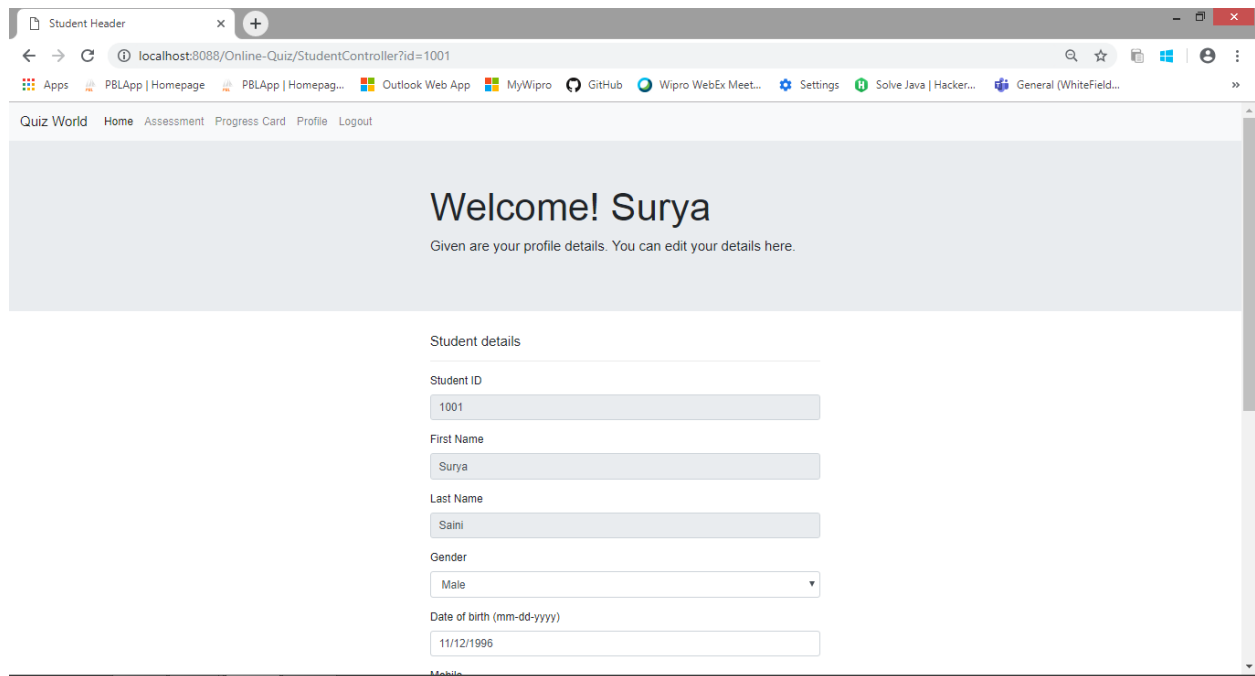 Student Header
localhost:8088/Online-Quiz/StudentController?id=1001
Apps PBLApp | Homepage PBLApp | Homepag... Outlook Web App MyWipro GitHub Wipro WebEx Meet... Settings Solve Java | Hacker... General (WhiteField...
Quiz World Home Assessment Progress Card Profile Logout
Welcome! Surya
Given are your profile details. You can edit your details here.
Student details
Student ID
1001
First Name
Surya
Last Name
Saini
Gender
Male
Date of birth (mm-dd-yyyy)
11/12/1996
Mobile